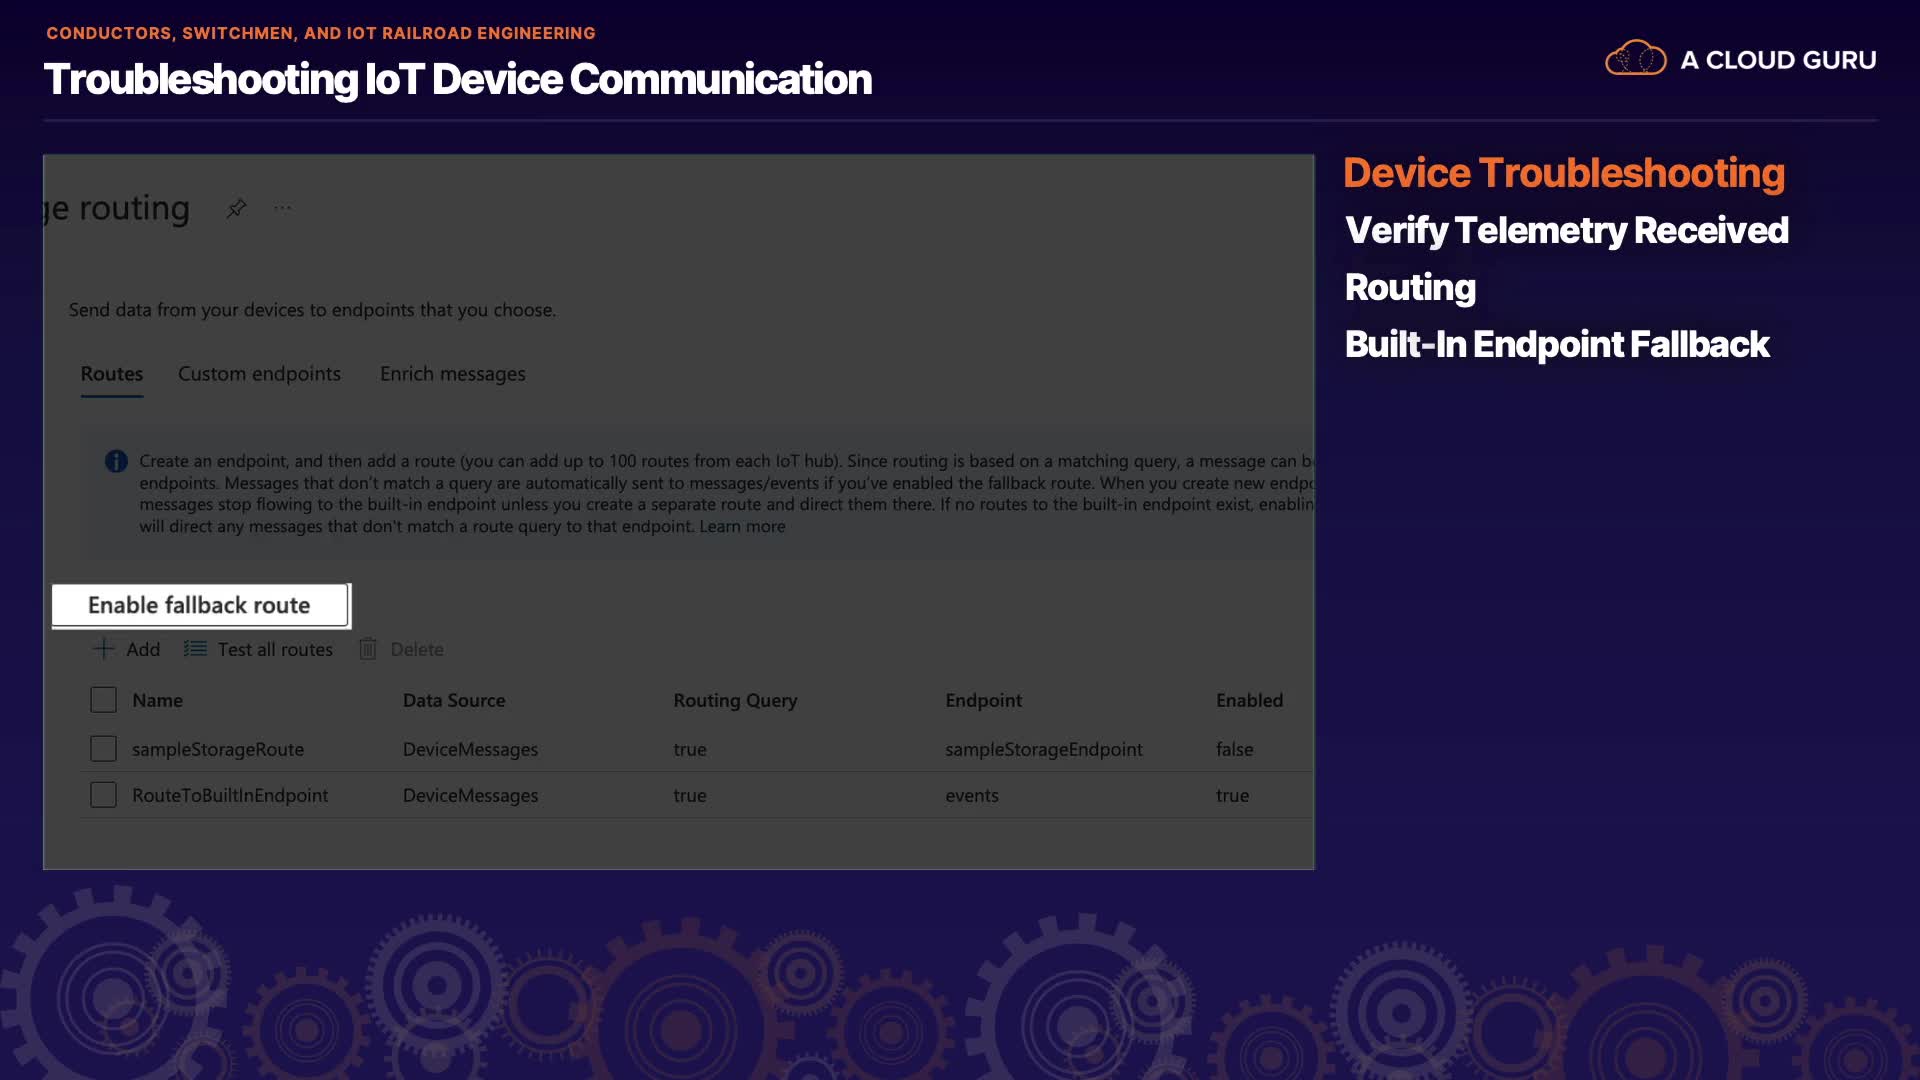 CONDUCTORS, SWITCHMEN, AND IOT RAILROAD ENGINEERING
Troubleshooting IoT Device Communication
A CLOUD GURU
ge routing
Send data from your devices to endpoints that you choose.
Routes Custom endpoints Enrich messages
Create an endpoint, and then add a route (you can add up to 100 routes from each IoT hub). Since routing is based on a matching query, a message can b
endpoints. Messages that don't match a query are automatically sent to messages/events if you've enabled the fallback route. When you create new endpo
messages stop flowing to the built-in endpoint unless you create a separate route and direct them there. If no routes to the built-in endpoint exist, enablin
will direct any messages that don't match a route query to that endpoint. Learn more
Enable fallback route
Add Test all routes Delete
Name Data Source Routing Query Endpoint Enabled
sampleStorageRoute DeviceMessages true sampleStorageEndpoint false
RouteToBuiltInEndpoint DeviceMessages true events true
Device Troubleshooting
Verify Telemetry Received
Routing
Built-In Endpoint Fallback